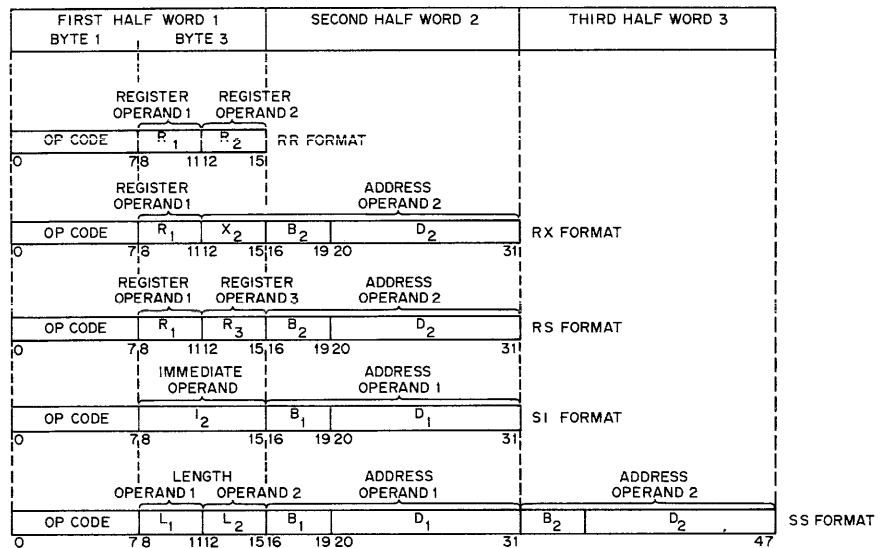 FIRST HALF WORD 1 SECOND HALF WORD 2 THIRD HALF WORD 3
BYTE 1 BYTE 3
REGISTER REGISTER
OPERAND 1 OPERAND 2
OP CODE R1 R2 RR FORMAT
0 7 8 11 12 15
REGISTER ADDRESS
OPERAND 1 OPERAND 2
OP CODE R1 X2 B2 D2 RX FORMAT
0 7 8 11 12 15 16 19 20 31
REGISTER REGISTER ADDRESS
OPERAND 1 OPERAND 3 OPERAND 2
OP CODE R1 R3 B2 D2 RS FORMAT
0 7 8 11 12 15 16 19 20 31
IMMEDIATE ADDRESS
OPERAND OPERAND 1
OP CODE I2 B1 D1 SI FORMAT
0 7 8 15 16 19 20 31
LENGTH ADDRESS ADDRESS
OPERAND 1 OPERAND 2 OPERAND 1 OPERAND 2
OP CODE L1 L2 B1 D1 B2 D2 SS FORMAT
0 7 8 11 12 15 16 19 20 31 47